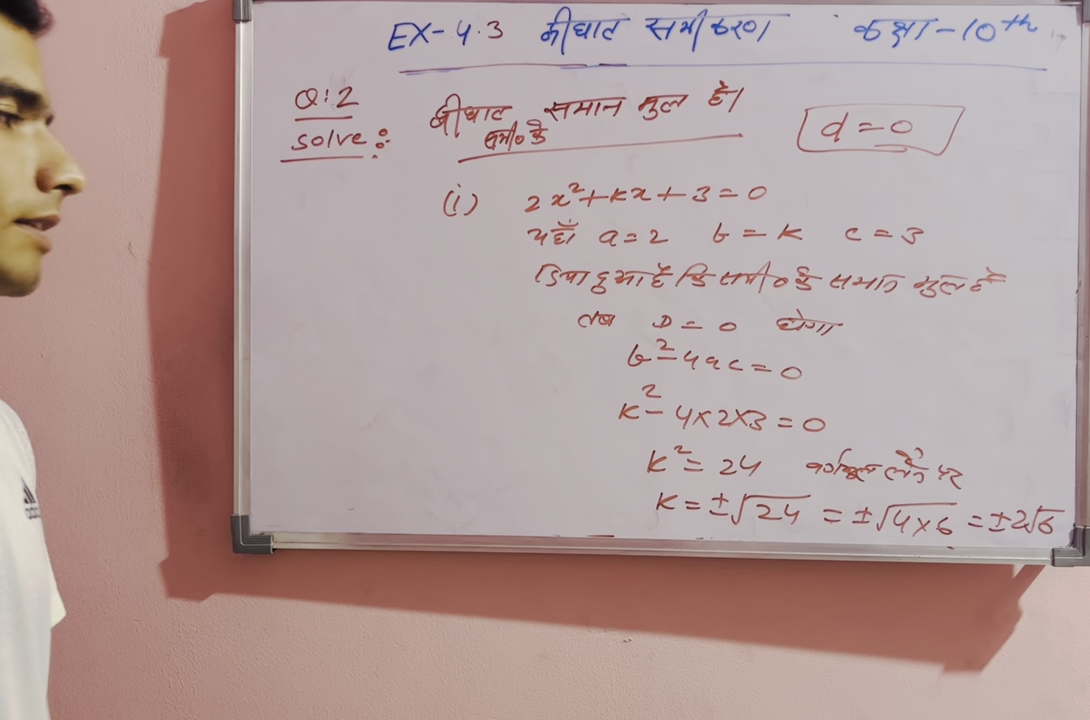 EX-4.3 द्वीघात समीकरण कक्षा-10th
Q:2 द्वीघात समान मुल है।
solve: समी० के d=0
(i) 2x²+kx+3=0
यहाँ a=2 b=k c=3
दिया हुआ है कि समी० के समान मुल है
तब D=0 होगा
b²-4ac=0
k²-4×2×3=0
k²=24 वर्गमूल लेने पर
k=±√24=±√4×6=±2√6